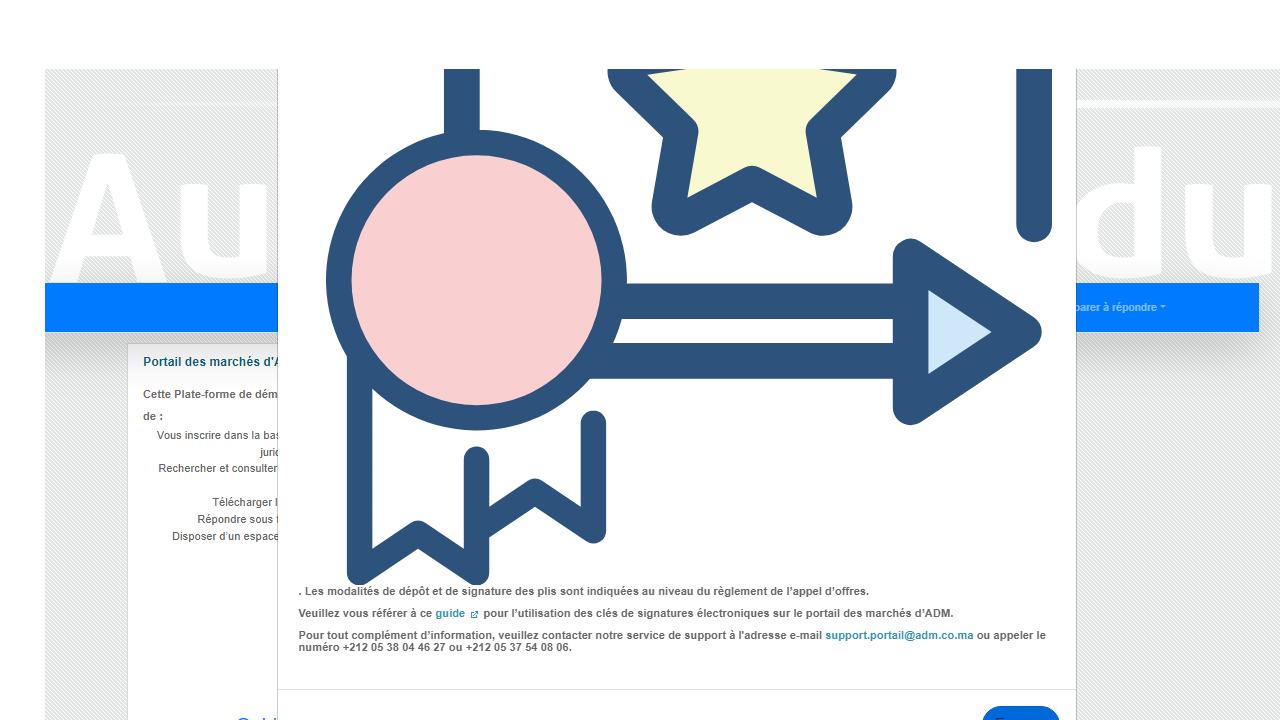 Au
du
parer à répondre
Portail des marchés d'A
Cette Plate-forme de dém
de :
Vous inscrire dans la bas
juric
Rechercher et consulter
Télécharger l
Répondre sous f
Disposer d'un espace
. Les modalités de dépôt et de signature des plis sont indiquées au niveau du règlement de l'appel d'offres.
Veuillez vous référer à ce guide pour l'utilisation des clés de signatures électroniques sur le portail des marchés d'ADM.
Pour tout complément d'information, veuillez contacter notre service de support à l'adresse e-mail support.portail@adm.co.ma ou appeler le
numéro +212 05 38 04 46 27 ou +212 05 37 54 08 06.